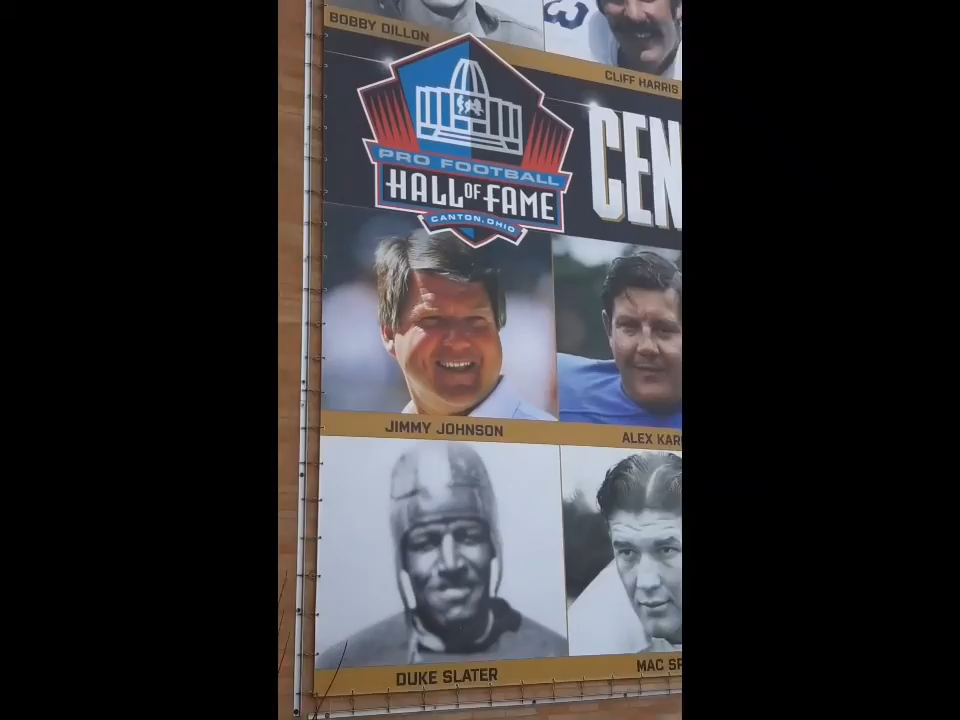 BOBBY DILLON
CLIFF HARRIS
CEN
PRO FOOTBALL
HALL OF FAME
CANTON, OHIO
JIMMY JOHNSON
ALEX KAR
DUKE SLATER
MAC SP